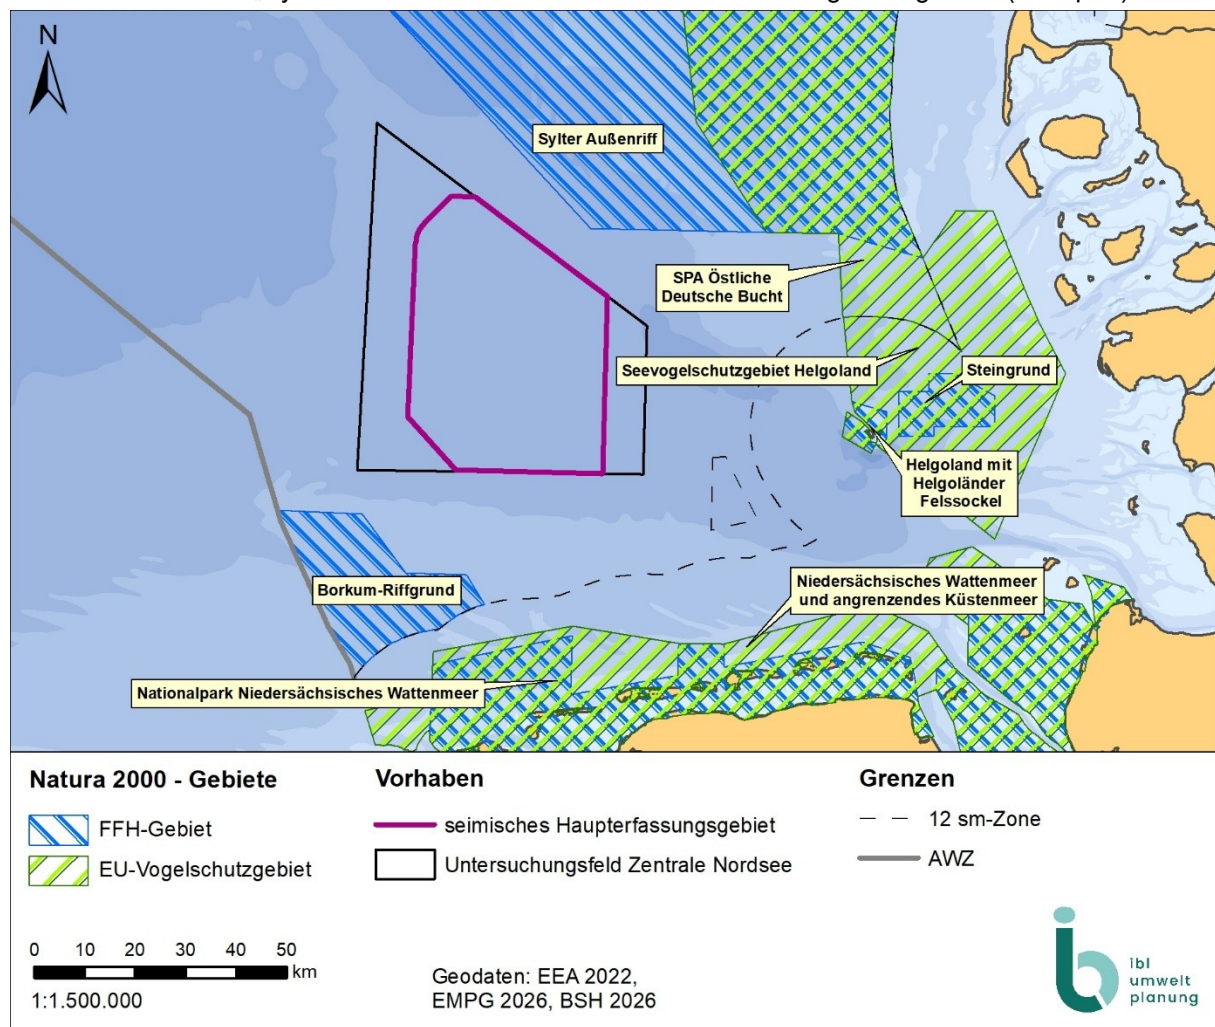 N
Sylter Außenriff
SPA Östliche
Deutsche Bucht
Seevogelschutzgebiet Helgoland
Steingrund
Helgoland mit
Helgoländer
Felssockel
Borkum-Riffgrund
Niedersächsisches Wattenmeer
und angrenzendes Küstenmeer
Nationalpark Niedersächsisches Wattenmeer
Natura 2000 - Gebiete
FFH-Gebiet
EU-Vogelschutzgebiet
Vorhaben
seimisches Haupterfassungsgebiet
Untersuchungsfeld Zentrale Nordsee
Grenzen
12 sm-Zone
AWZ
0 10 20 30 40 50
km
1:1.500.000
Geodaten: EEA 2022,
EMPG 2026, BSH 2026
ibl
umwelt
planung